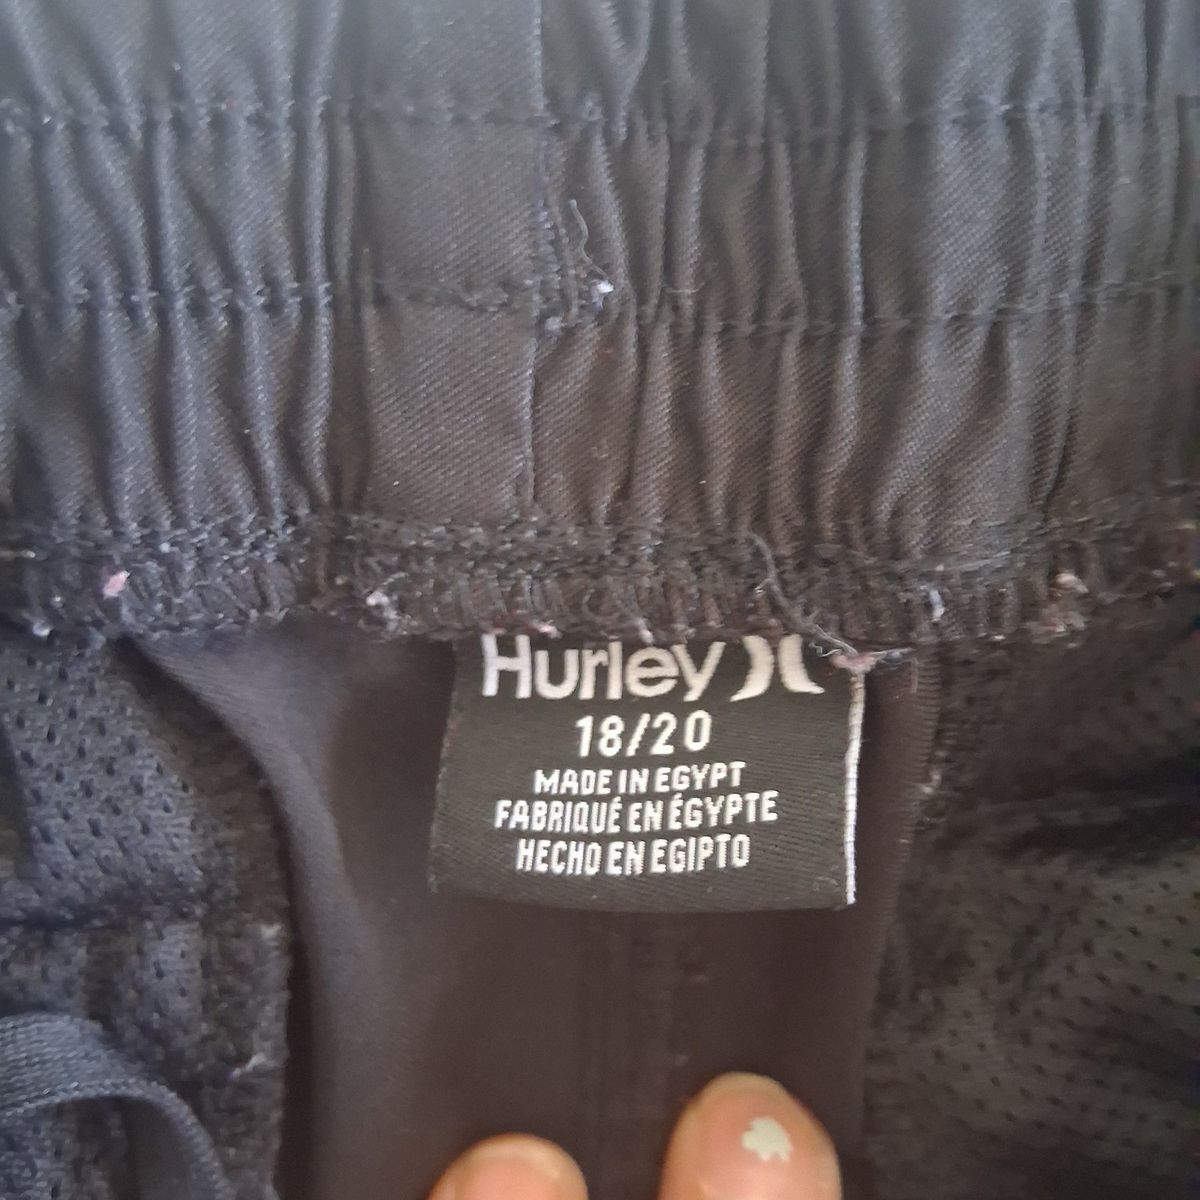 Hurley
18/20
MADE IN EGYPT
FABRIQUÉ EN ÉGYPTE
HECHO EN EGIPTO